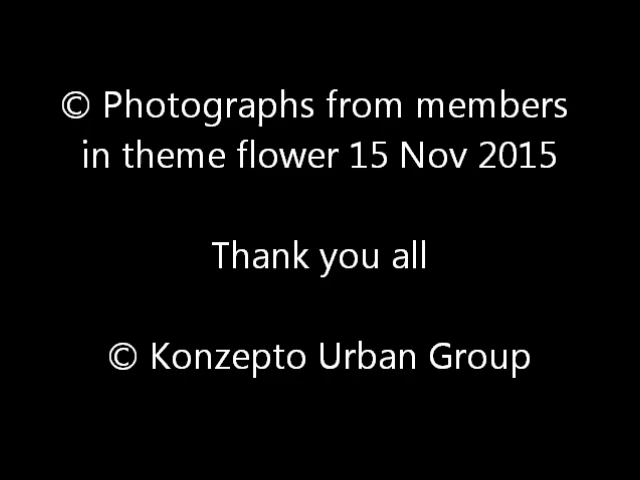 © Photographs from members
in theme flower 15 Nov 2015
Thank you all
© Konzepto Urban Group